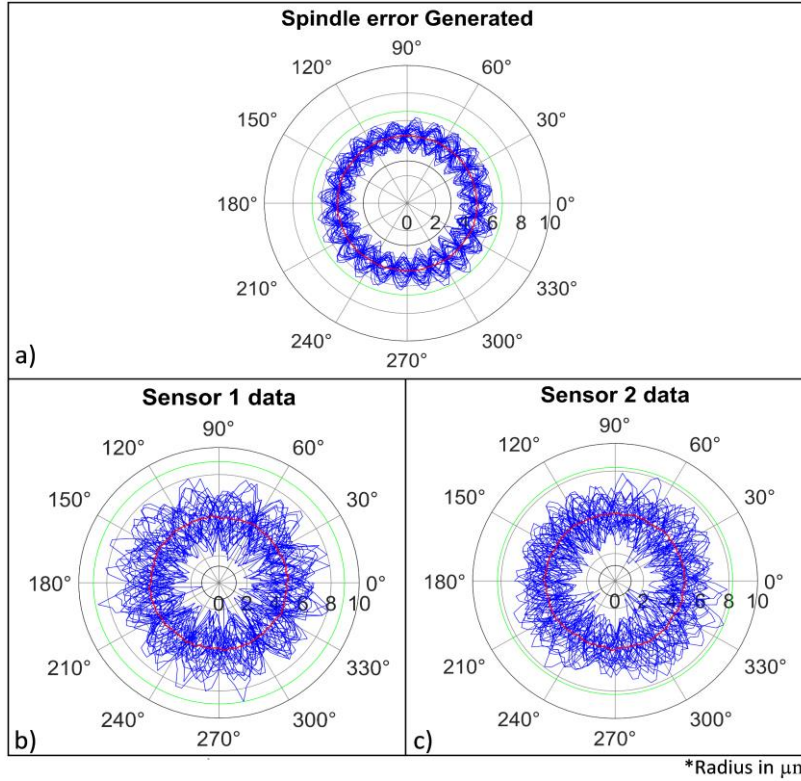 Spindle error Generated
90°
120° 60°
150° 30°
180° 0 2 4 6 8 10 0°
210° 330°
240° 300°
270°
a)
Sensor 1 data
90°
120° 60°
150° 30°
180° 0 2 4 6 8 10 0°
210° 330°
240° 300°
270°
b)
Sensor 2 data
90°
120° 60°
150° 30°
180° 0 2 4 6 8 10 0°
210° 330°
240° 300°
270°
c)
*Radius in μm